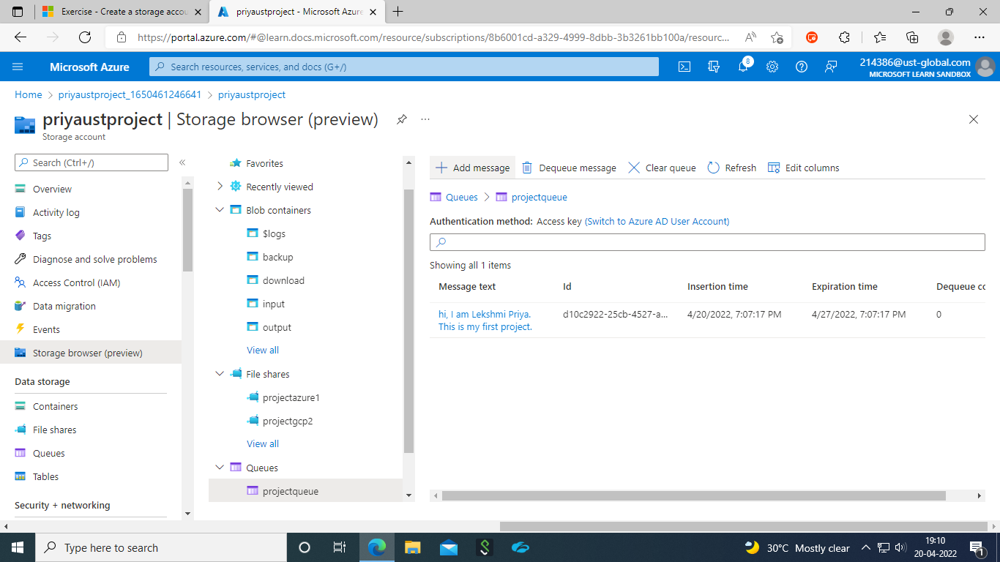 Exercise - Create a storage accou
priyaustproject - Microsoft Azure
https://portal.azure.com/#@learn.docs.microsoft.com/resource/subscriptions/8b6001cd-a329-4999-8dbb-3b3261bb100a/resourc...
Microsoft Azure
Search resources, services, and docs (G+/)
8
214386@ust-global.com
MICROSOFT LEARN SANDBOX
Home > priyaustproject_1650461246641 > priyaustproject
priyaustproject | Storage browser (preview)
...
Storage account
Search (Ctrl+/)
«
Overview
Activity log
Tags
Diagnose and solve problems
Access Control (IAM)
Data migration
Events
Storage browser (preview)
Data storage
Containers
File shares
Queues
Tables
Security + networking
Favorites
Recently viewed
Blob containers
$logs
backup
download
input
output
View all
File shares
projectazure1
projectgcp2
View all
Queues
projectqueue
Add message
Dequeue message
Clear queue
Refresh
Edit columns
Queues > projectqueue
Authentication method: Access key (Switch to Azure AD User Account)
Showing all 1 items
Message text Id Insertion time Expiration time Dequeue co
hi, I am Lekshmi Priya. d10c2922-25cb-4527-a... 4/20/2022, 7:07:17 PM 4/27/2022, 7:07:17 PM 0
This is my first project.
Type here to search
30°C Mostly clear
19:10
20-04-2022
1